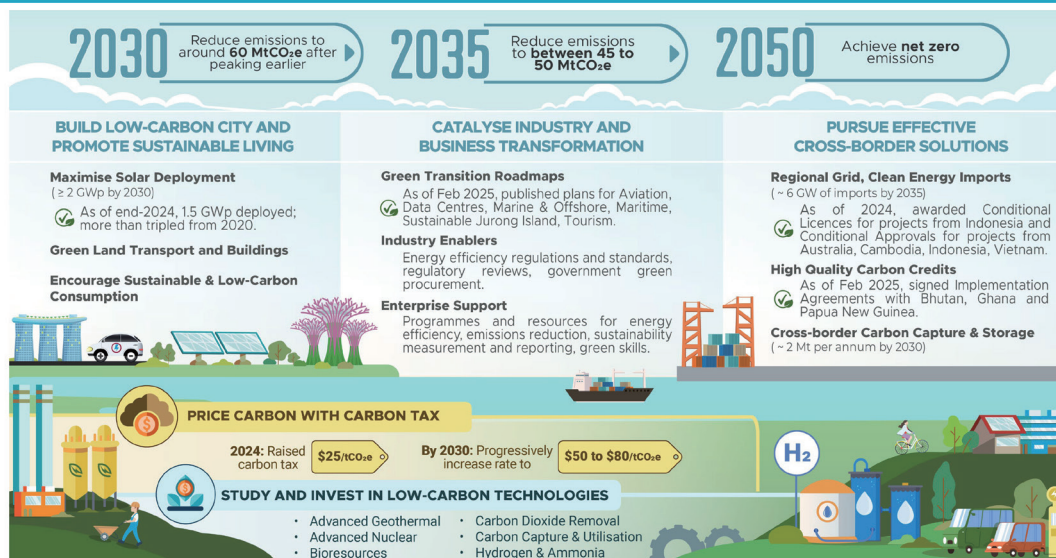 2030
Reduce emissions to
around 60 MtCO₂e after
peaking earlier
2035
Reduce emissions
to between 45 to
50 MtCO₂e
2050
Achieve net zero
emissions
BUILD LOW-CARBON CITY AND
PROMOTE SUSTAINABLE LIVING
Maximise Solar Deployment
(≥ 2 GWp by 2030)
As of end-2024, 1.5 GWp deployed;
more than tripled from 2020.
Green Land Transport and Buildings
Encourage Sustainable & Low-Carbon
Consumption
CATALYSE INDUSTRY AND
BUSINESS TRANSFORMATION
Green Transition Roadmaps
As of Feb 2025, published plans for Aviation,
Data Centres, Marine & Offshore, Maritime,
Sustainable Jurong Island, Tourism.
Industry Enablers
Energy efficiency regulations and standards,
regulatory reviews, government green
procurement.
Enterprise Support
Programmes and resources for energy
efficiency, emissions reduction, sustainability
measurement and reporting, green skills.
PURSUE EFFECTIVE
CROSS-BORDER SOLUTIONS
Regional Grid, Clean Energy Imports
(~ 6 GW of imports by 2035)
As of 2024, awarded Conditional
Licences for projects from Indonesia and
Conditional Approvals for projects from
Australia, Cambodia, Indonesia, Vietnam.
High Quality Carbon Credits
As of Feb 2025, signed Implementation
Agreements with Bhutan, Ghana and
Papua New Guinea.
Cross-border Carbon Capture & Storage
(~ 2 Mt per annum by 2030)
PRICE CARBON WITH CARBON TAX
2024: Raised
carbon tax
$25/tCO₂e
By 2030: Progressively
increase rate to
$50 to $80/tCO₂e
H₂
STUDY AND INVEST IN LOW-CARBON TECHNOLOGIES
• Advanced Geothermal
• Advanced Nuclear
• Bioresources
• Carbon Dioxide Removal
• Carbon Capture & Utilisation
• Hydrogen & Ammonia